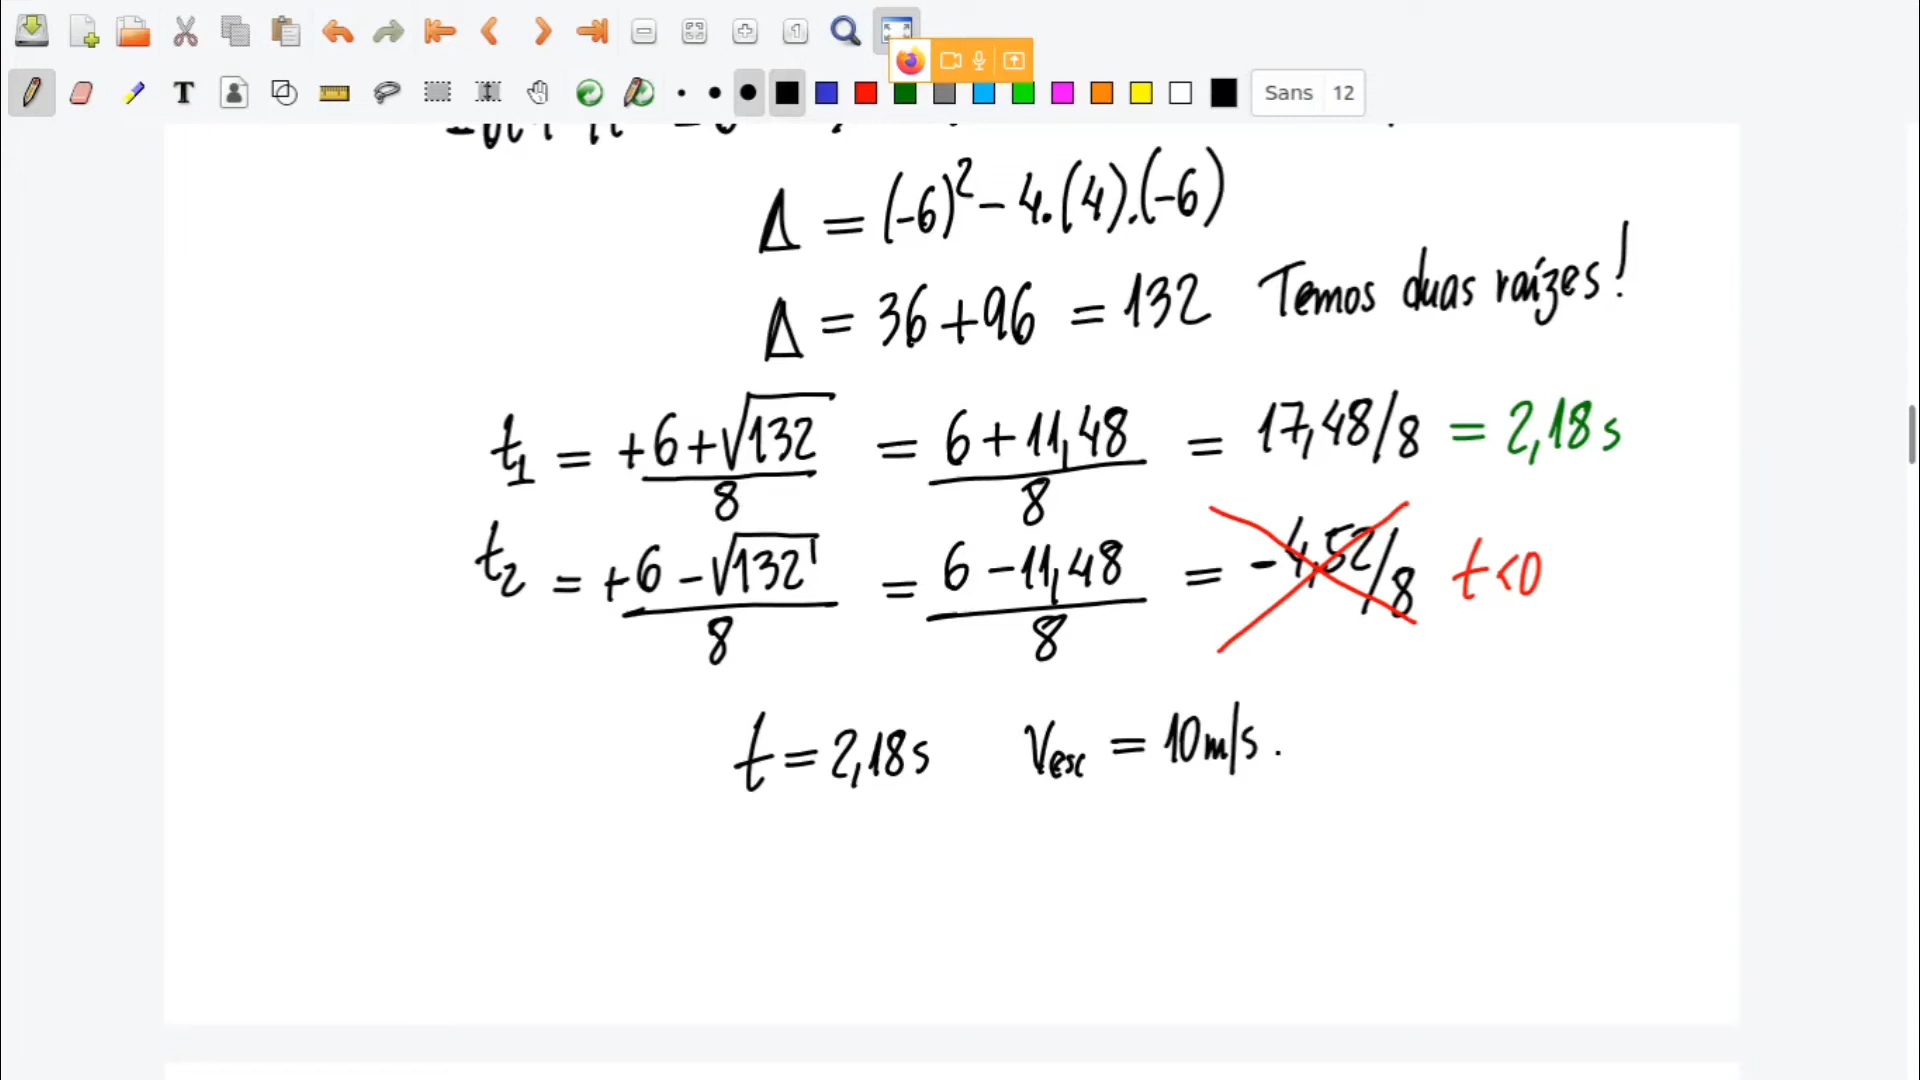 T
1
Sans 12
Δ = (-6)² - 4.(4).(-6)
Δ = 36+96 = 132 Temos duas raízes!
t₁ = +6+√132/8 = 6+11,48/8 = 17,48/8 = 2,18 s
t₂ = +6-√132/8 = 6-11,48/8 = -4,52/8 t<0
t = 2,18 s Vesc = 10 m/s.